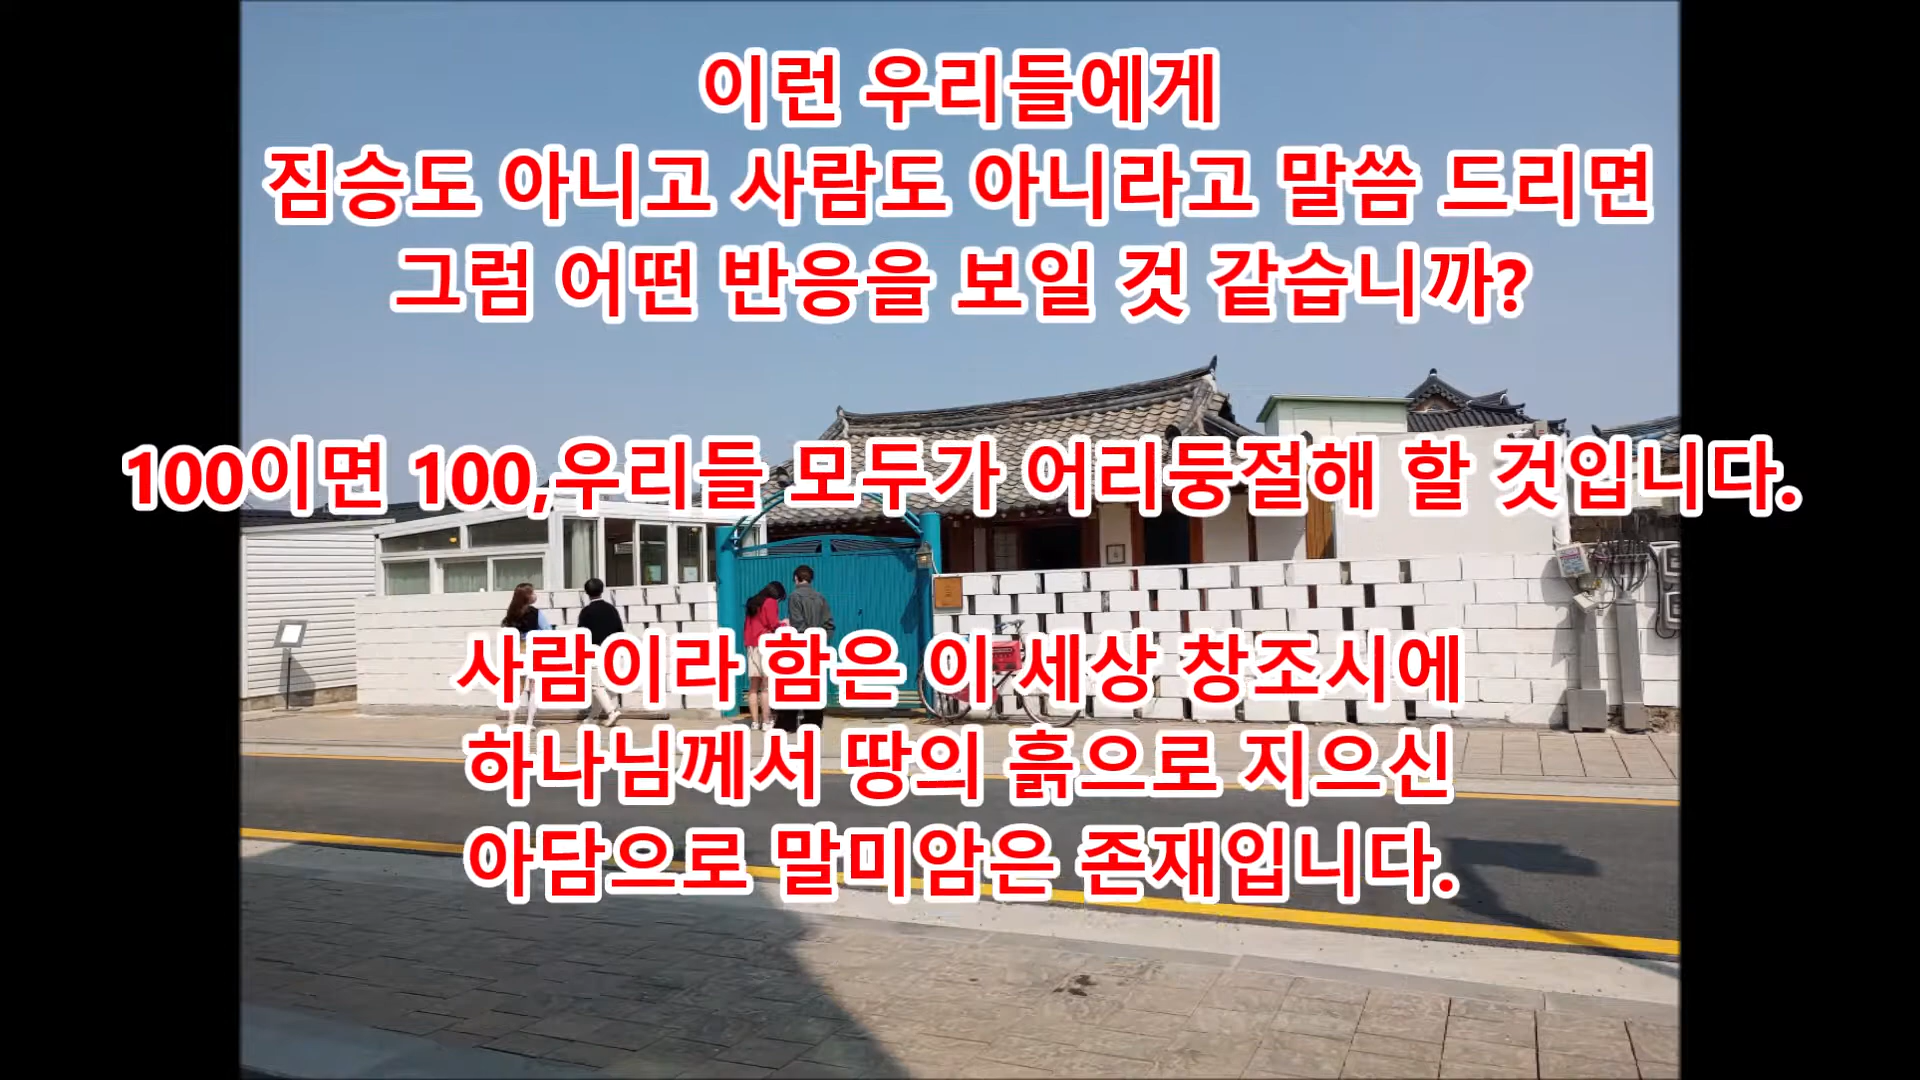 이런 우리들에게
짐승도 아니고 사람도 아니라고 말씀 드리면
그럼 어떤 반응을 보일 것 같습니까?
100이면 100,우리들 모두가 어리둥절해 할 것입니다.
사람이라 함은 이 세상 창조시에
하나님께서 땅의 흙으로 지으신
아담으로 말미암은 존재입니다.